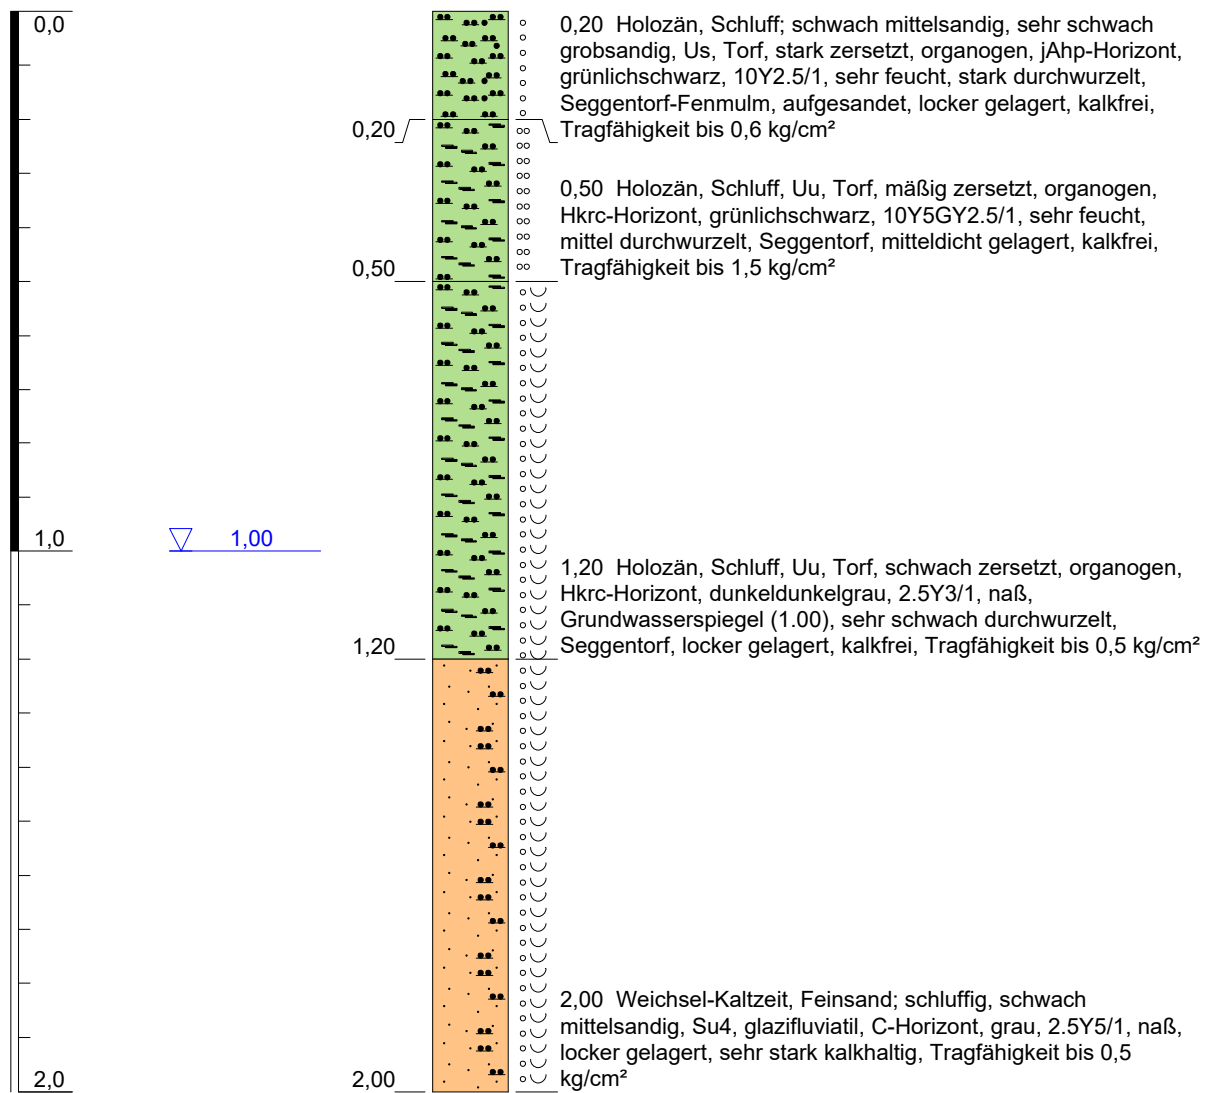 0,0
0,20 Holozän, Schluff; schwach mittelsandig, sehr schwach
grobsandig, Us, Torf, stark zersetzt, organogen, jAhp-Horizont,
grünlichschwarz, 10Y2.5/1, sehr feucht, stark durchwurzelt,
Seggentorf-Fenmulm, aufgesandet, locker gelagert, kalkfrei,
Tragfähigkeit bis 0,6 kg/cm²
0,20
0,50 Holozän, Schluff, Uu, Torf, mäßig zersetzt, organogen,
Hkrc-Horizont, grünlichschwarz, 10Y5GY2.5/1, sehr feucht,
mittel durchwurzelt, Seggentorf, mitteldicht gelagert, kalkfrei,
Tragfähigkeit bis 1,5 kg/cm²
0,50
1,0
1,00
1,20 Holozän, Schluff, Uu, Torf, schwach zersetzt, organogen,
Hkrc-Horizont, dunkeldunkelgrau, 2.5Y3/1, naß,
Grundwasserspiegel (1.00), sehr schwach durchwurzelt,
Seggentorf, locker gelagert, kalkfrei, Tragfähigkeit bis 0,5 kg/cm²
1,20
2,00 Weichsel-Kaltzeit, Feinsand; schluffig, schwach
mittelsandig, Su4, glazifluviatil, C-Horizont, grau, 2.5Y5/1, naß,
locker gelagert, sehr stark kalkhaltig, Tragfähigkeit bis 0,5
kg/cm²
2,0
2,00